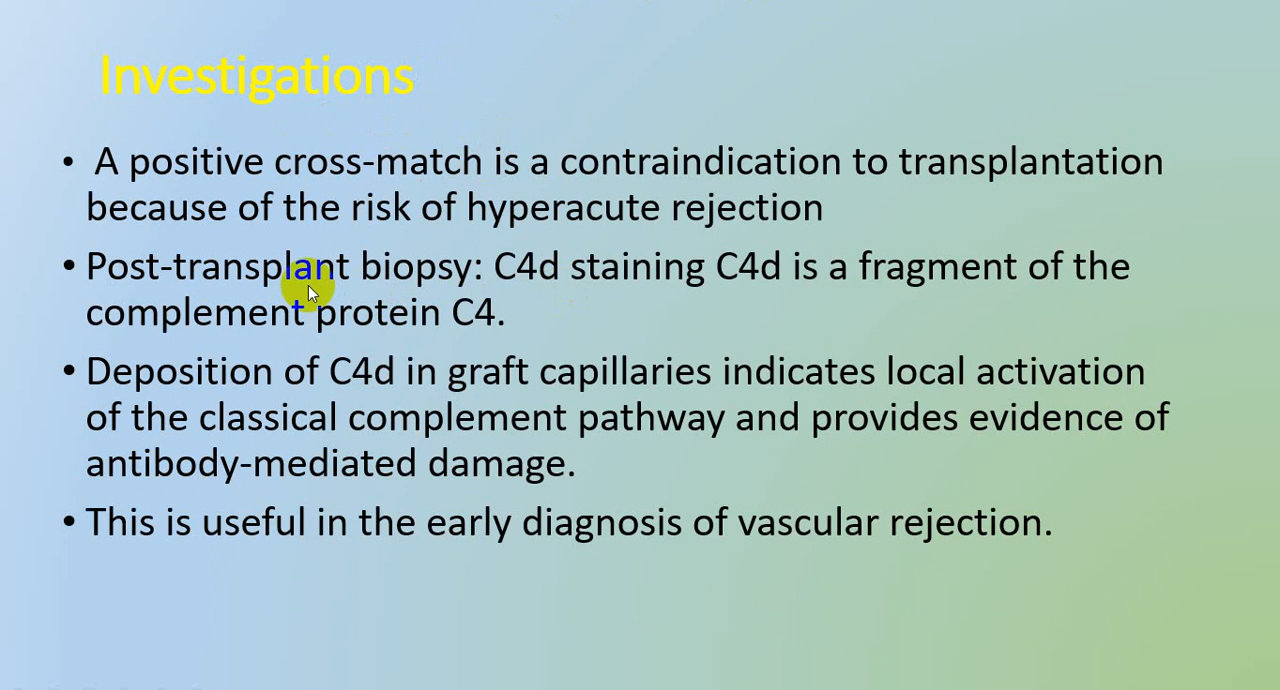 Investigations
• A positive cross-match is a contraindication to transplantation
because of the risk of hyperacute rejection
• Post-transplant biopsy: C4d staining C4d is a fragment of the
complement protein C4.
• Deposition of C4d in graft capillaries indicates local activation
of the classical complement pathway and provides evidence of
antibody-mediated damage.
• This is useful in the early diagnosis of vascular rejection.